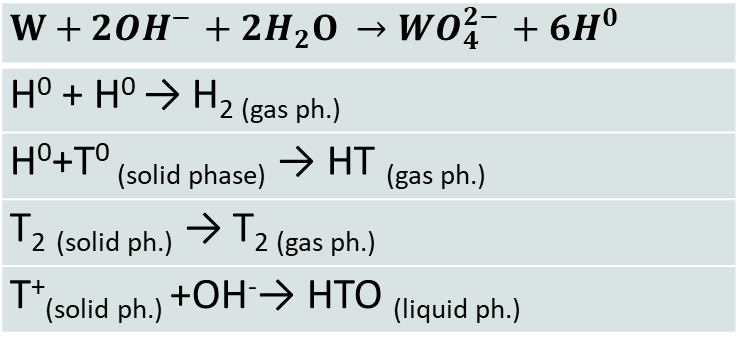 W + 2OH⁻ + 2H₂O → WO₄²⁻ + 6H⁰
H⁰ + H⁰ → H₂ (gas ph.)
H⁰+T⁰ (solid phase) → HT (gas ph.)
T₂ (solid ph.) → T₂ (gas ph.)
T⁺(solid ph.) +OH⁻→ HTO (liquid ph.)